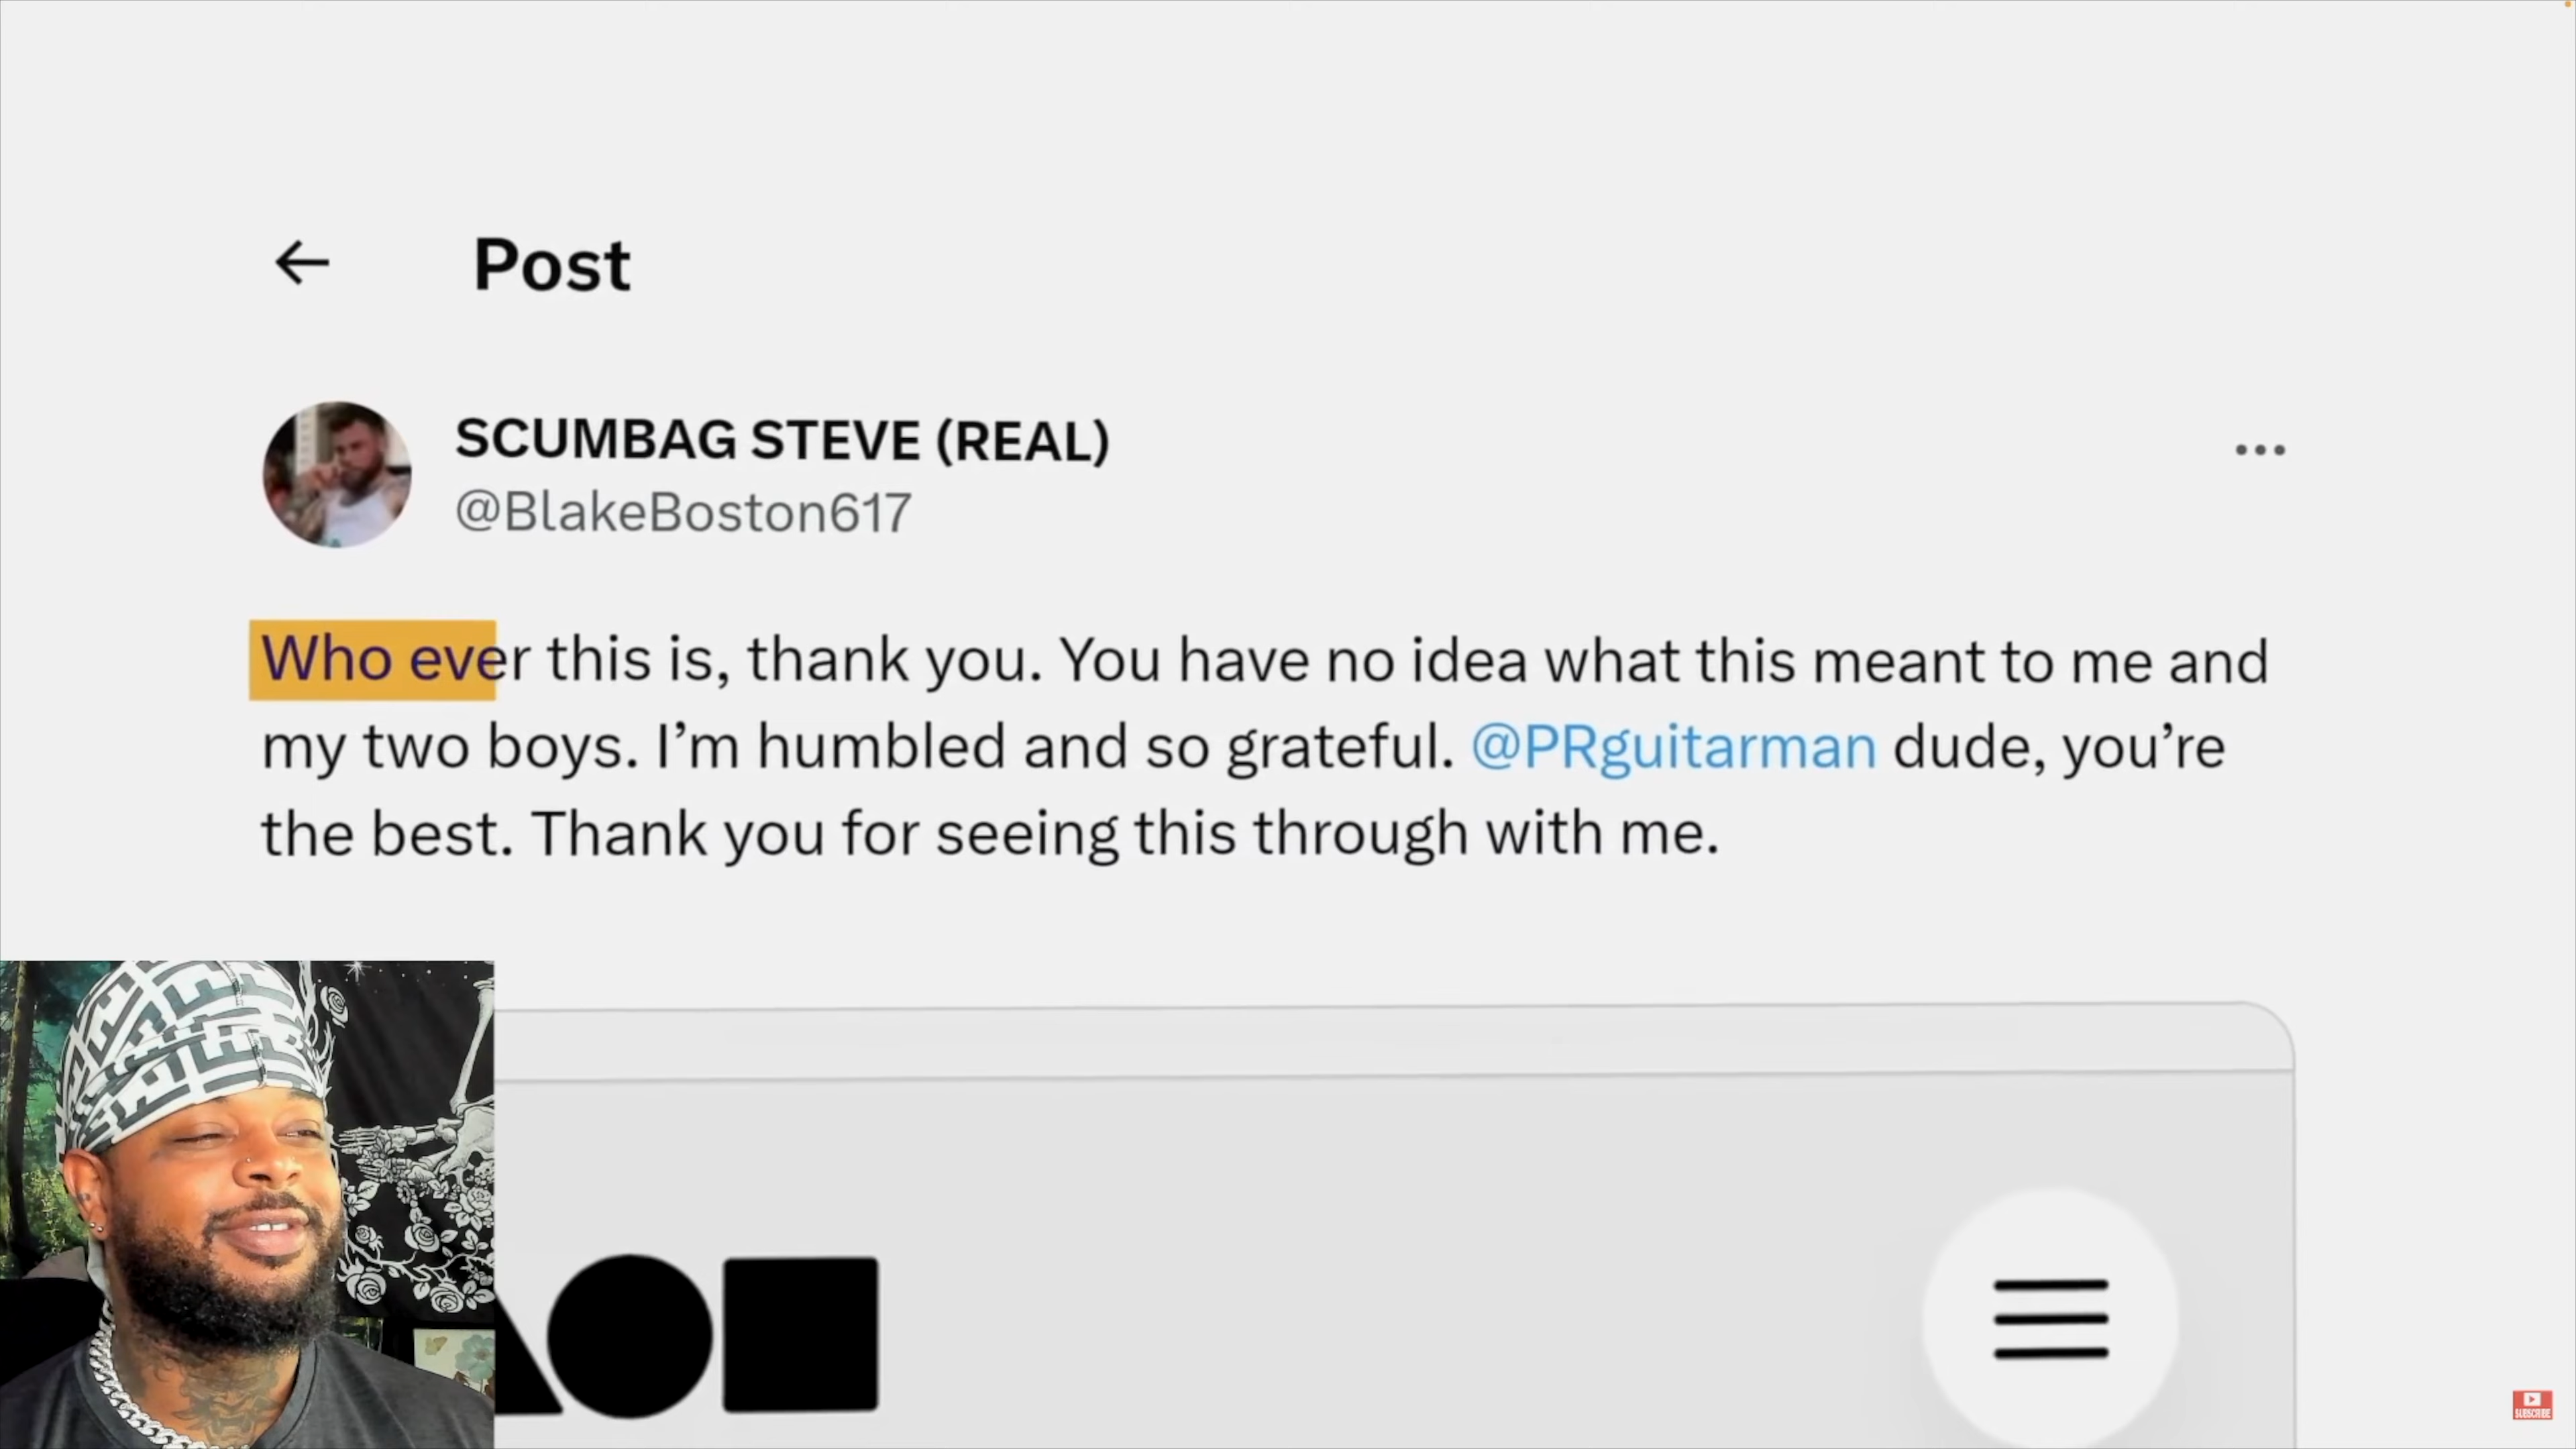 Post
SCUMBAG STEVE (REAL)
@BlakeBoston617
Who ever this is, thank you. You have no idea what this meant to me and
my two boys. I’m humbled and so grateful. @PRguitarman dude, you’re
the best. Thank you for seeing this through with me.
SUBSCRIBE